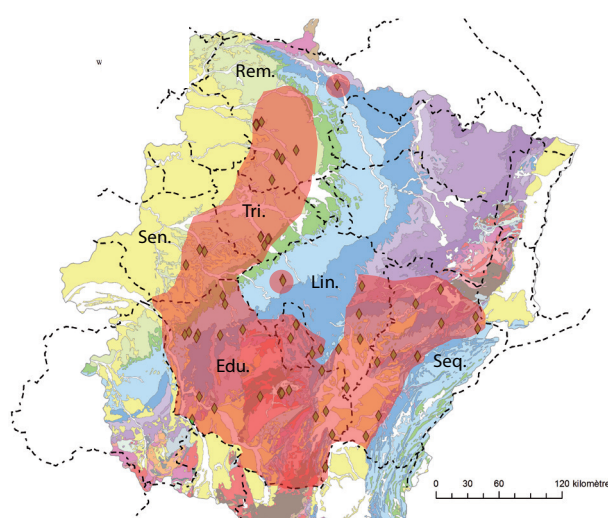 w
Rem.
Tri.
Sen.
Lin.
Edu.
Seq.
0 30 60 120 kilomètre